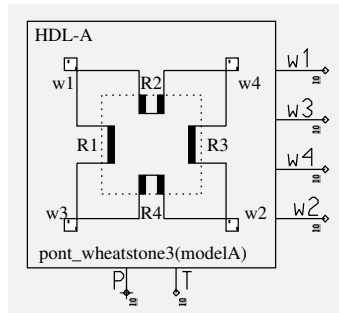 HDL-A
W1
w1 R2 w4
W3
R1 R3
W4
w3 R4 w2
W2
pont_wheatstone3(modelA)
P T